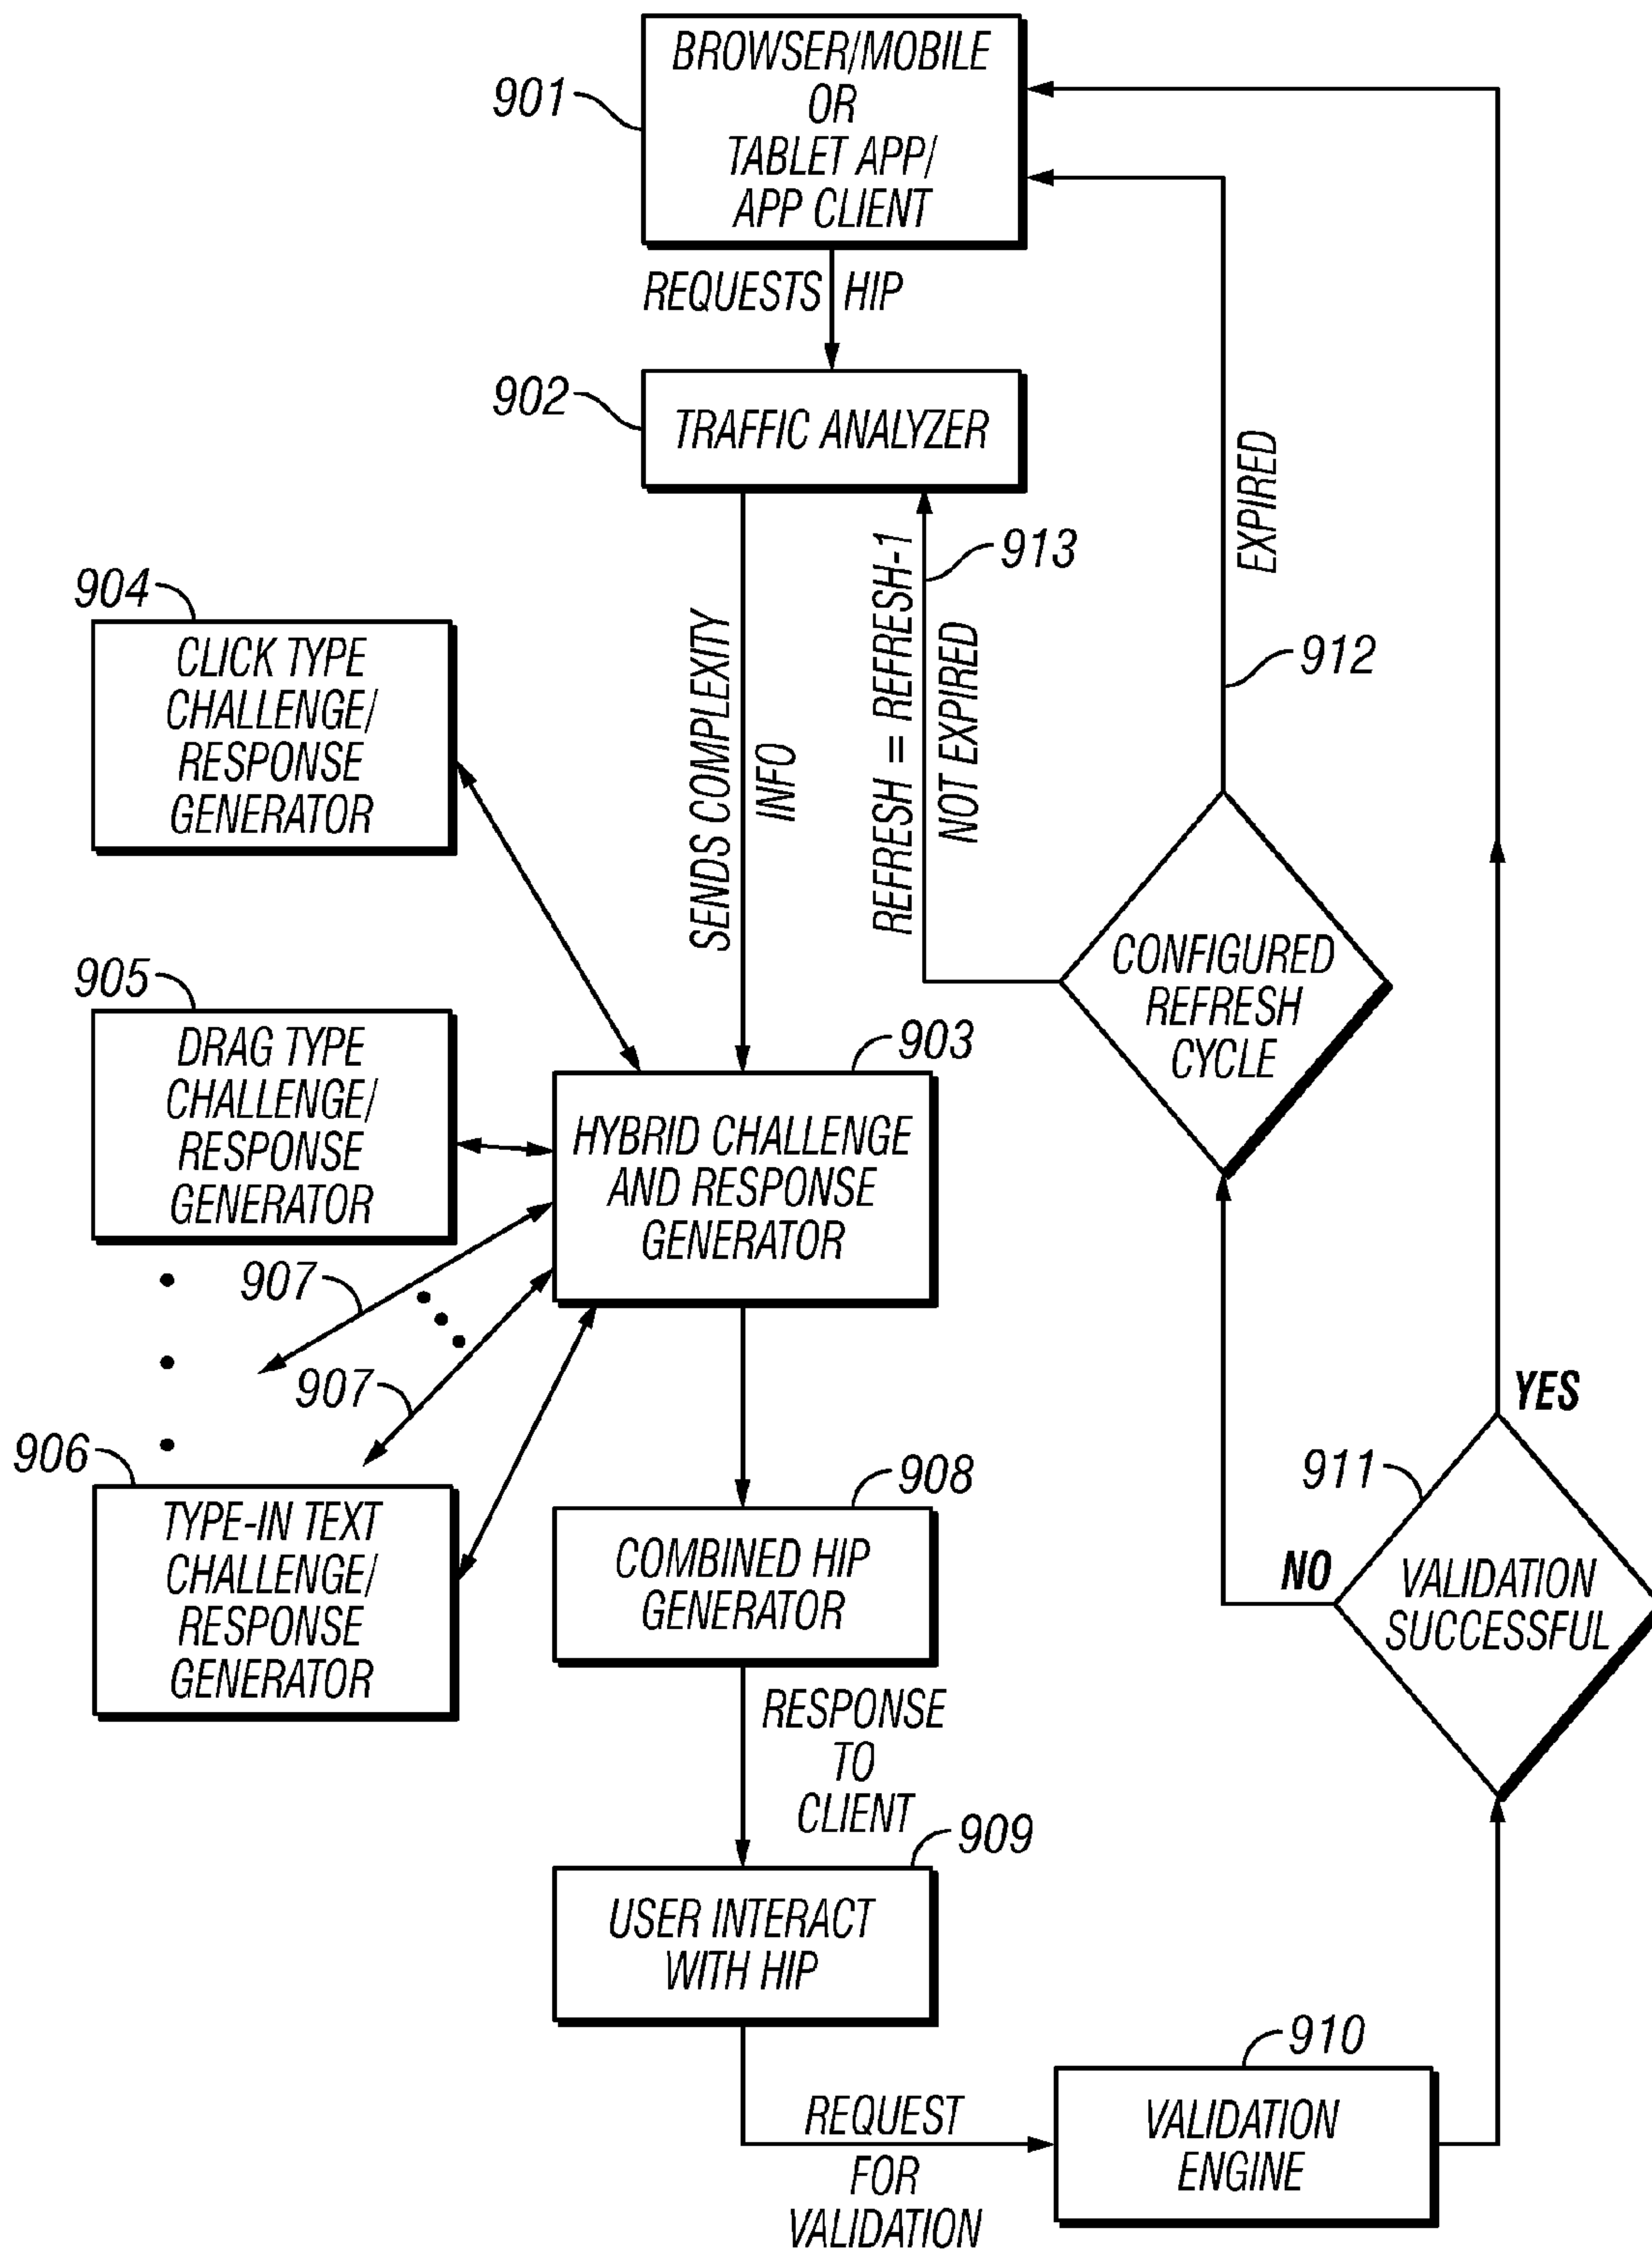 901
BROWSER/MOBILE
OR
TABLET APP/
APP CLIENT
REQUESTS HIP
902
TRAFFIC ANALYZER
SENDS COMPLEXITY
INFO
REFRESH = REFRESH-1
NOT EXPIRED
913
EXPIRED
912
904
CLICK TYPE
CHALLENGE/
RESPONSE
GENERATOR
CONFIGURED
REFRESH
CYCLE
905
DRAG TYPE
CHALLENGE/
RESPONSE
GENERATOR
903
HYBRID CHALLENGE
AND RESPONSE
GENERATOR
907
907
906
TYPE-IN TEXT
CHALLENGE/
RESPONSE
GENERATOR
908
COMBINED HIP
GENERATOR
YES
911
NO
VALIDATION
SUCCESSFUL
RESPONSE
TO
CLIENT
909
USER INTERACT
WITH HIP
REQUEST
FOR
VALIDATION
910
VALIDATION
ENGINE